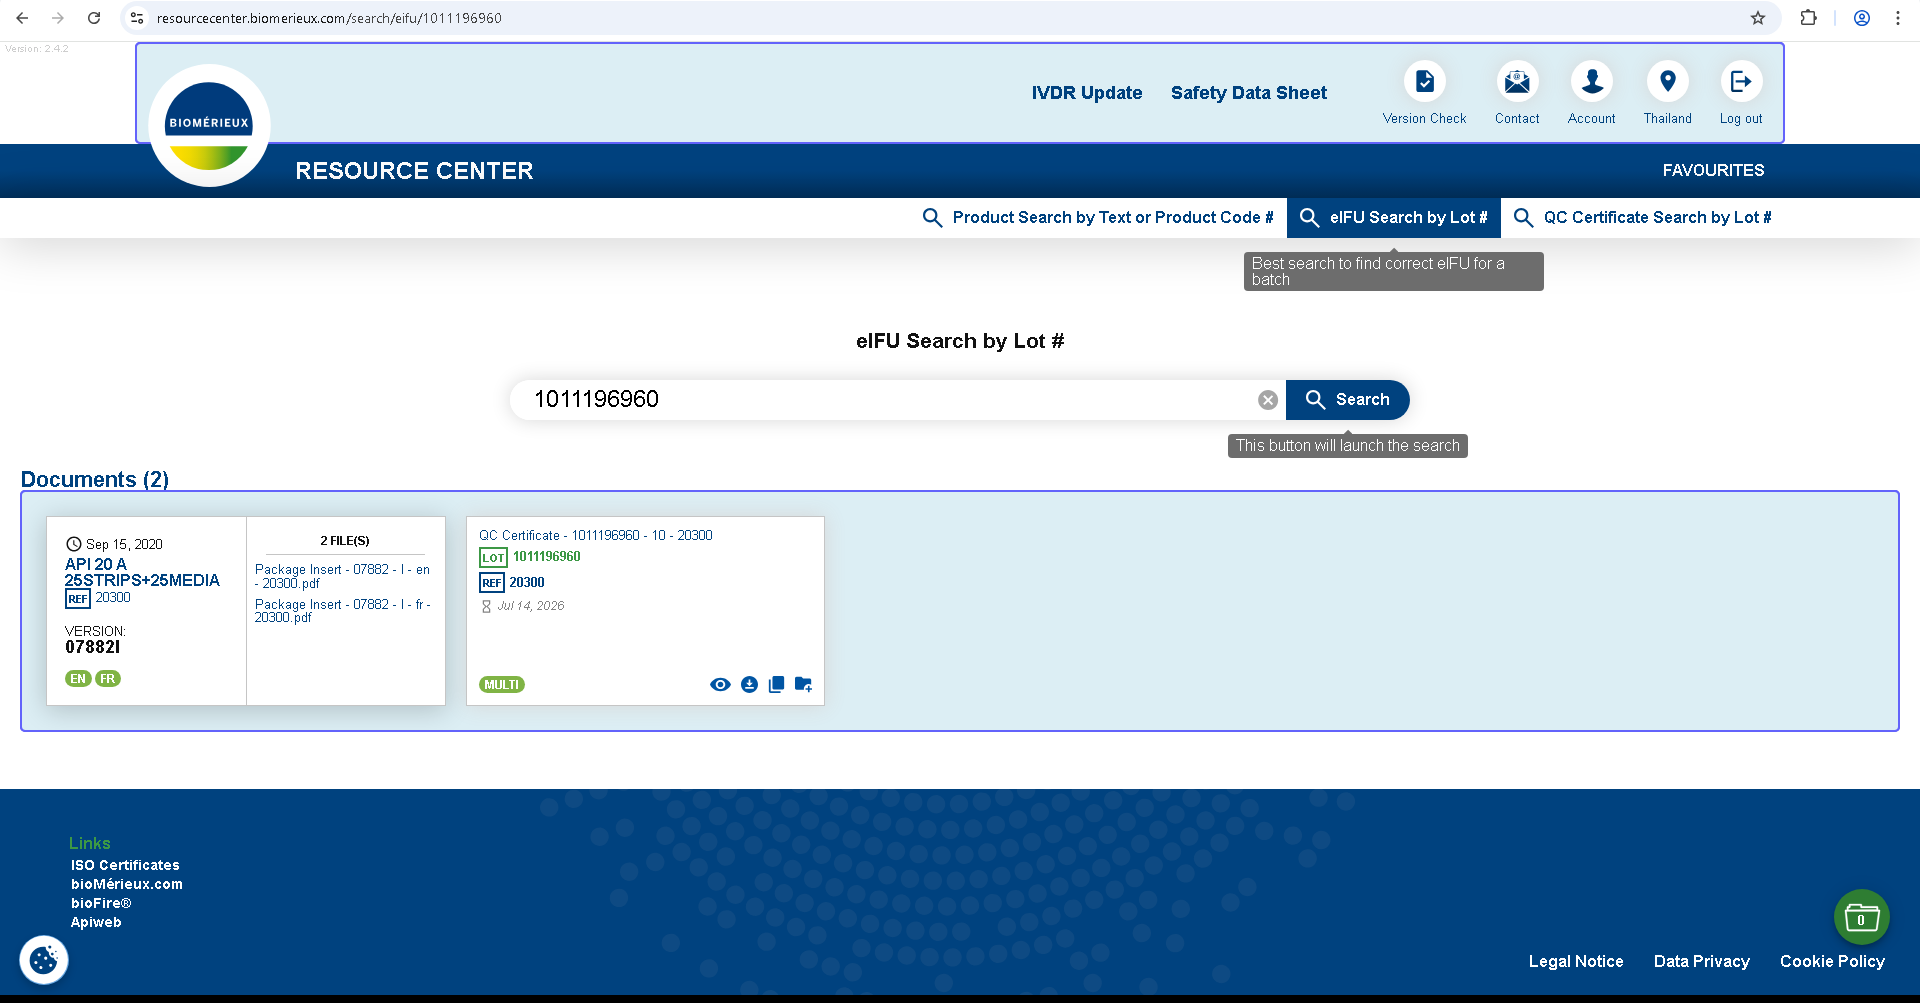 resourcecenter.biomerieux.com/search/eifu/1011196960
Version: 2.4.2
BIOMÉRIEUX
IVDR Update
Safety Data Sheet
Version Check
Contact
Account
Thailand
Log out
RESOURCE CENTER
FAVOURITES
Product Search by Text or Product Code #
eIFU Search by Lot #
QC Certificate Search by Lot #
Best search to find correct eIFU for a
batch
eIFU Search by Lot #
1011196960
Search
This button will launch the search
Documents (2)
Sep 15, 2020
API 20 A
25STRIPS+25MEDIA
REF 20300
VERSION:
07882I
EN FR
2 FILE(S)
Package Insert - 07882 - I - en
- 20300.pdf
Package Insert - 07882 - I - fr -
20300.pdf
QC Certificate - 1011196960 - 10 - 20300
LOT 1011196960
REF 20300
Jul 14, 2026
MULTI
Links
ISO Certificates
bioMérieux.com
bioFire®
Apiweb
0
Legal Notice
Data Privacy
Cookie Policy